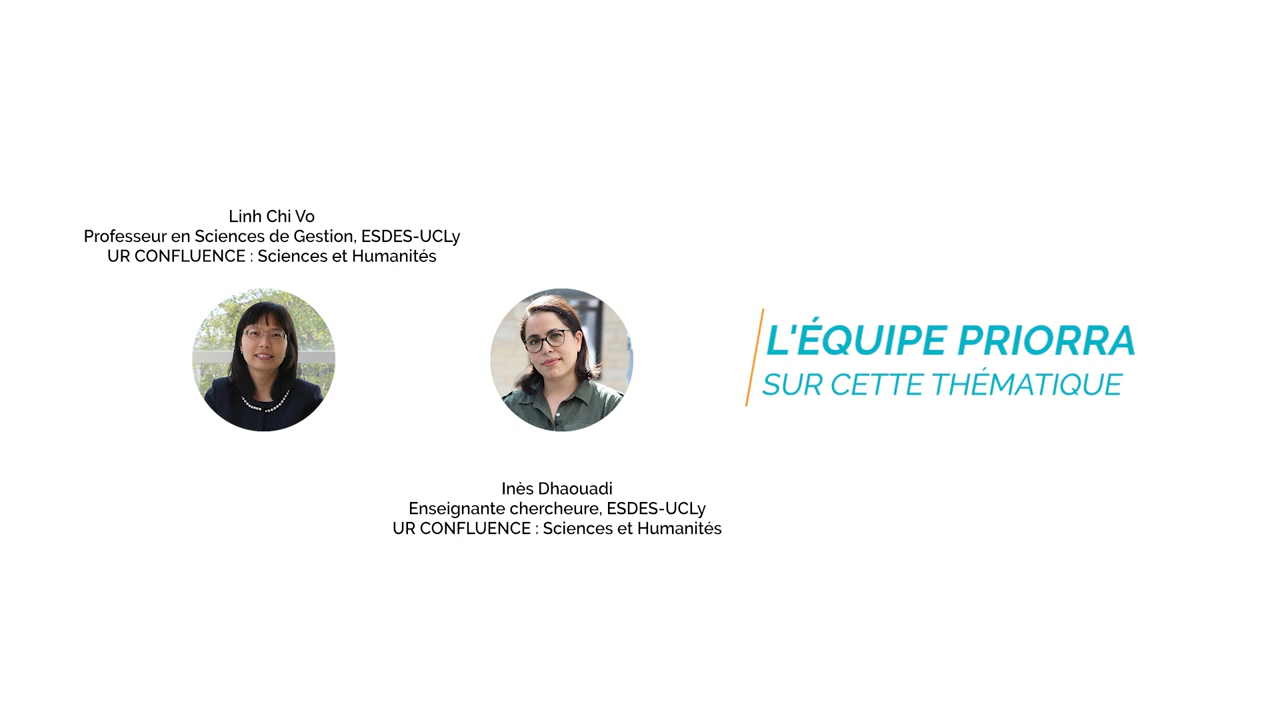 Linh Chi Vo
Professeur en Sciences de Gestion, ESDES-UCLy
UR CONFLUENCE : Sciences et Humanités
Inès Dhaouadi
Enseignante chercheure, ESDES-UCLy
UR CONFLUENCE : Sciences et Humanités
L'ÉQUIPE PRIORRA
SUR CETTE THÉMATIQUE